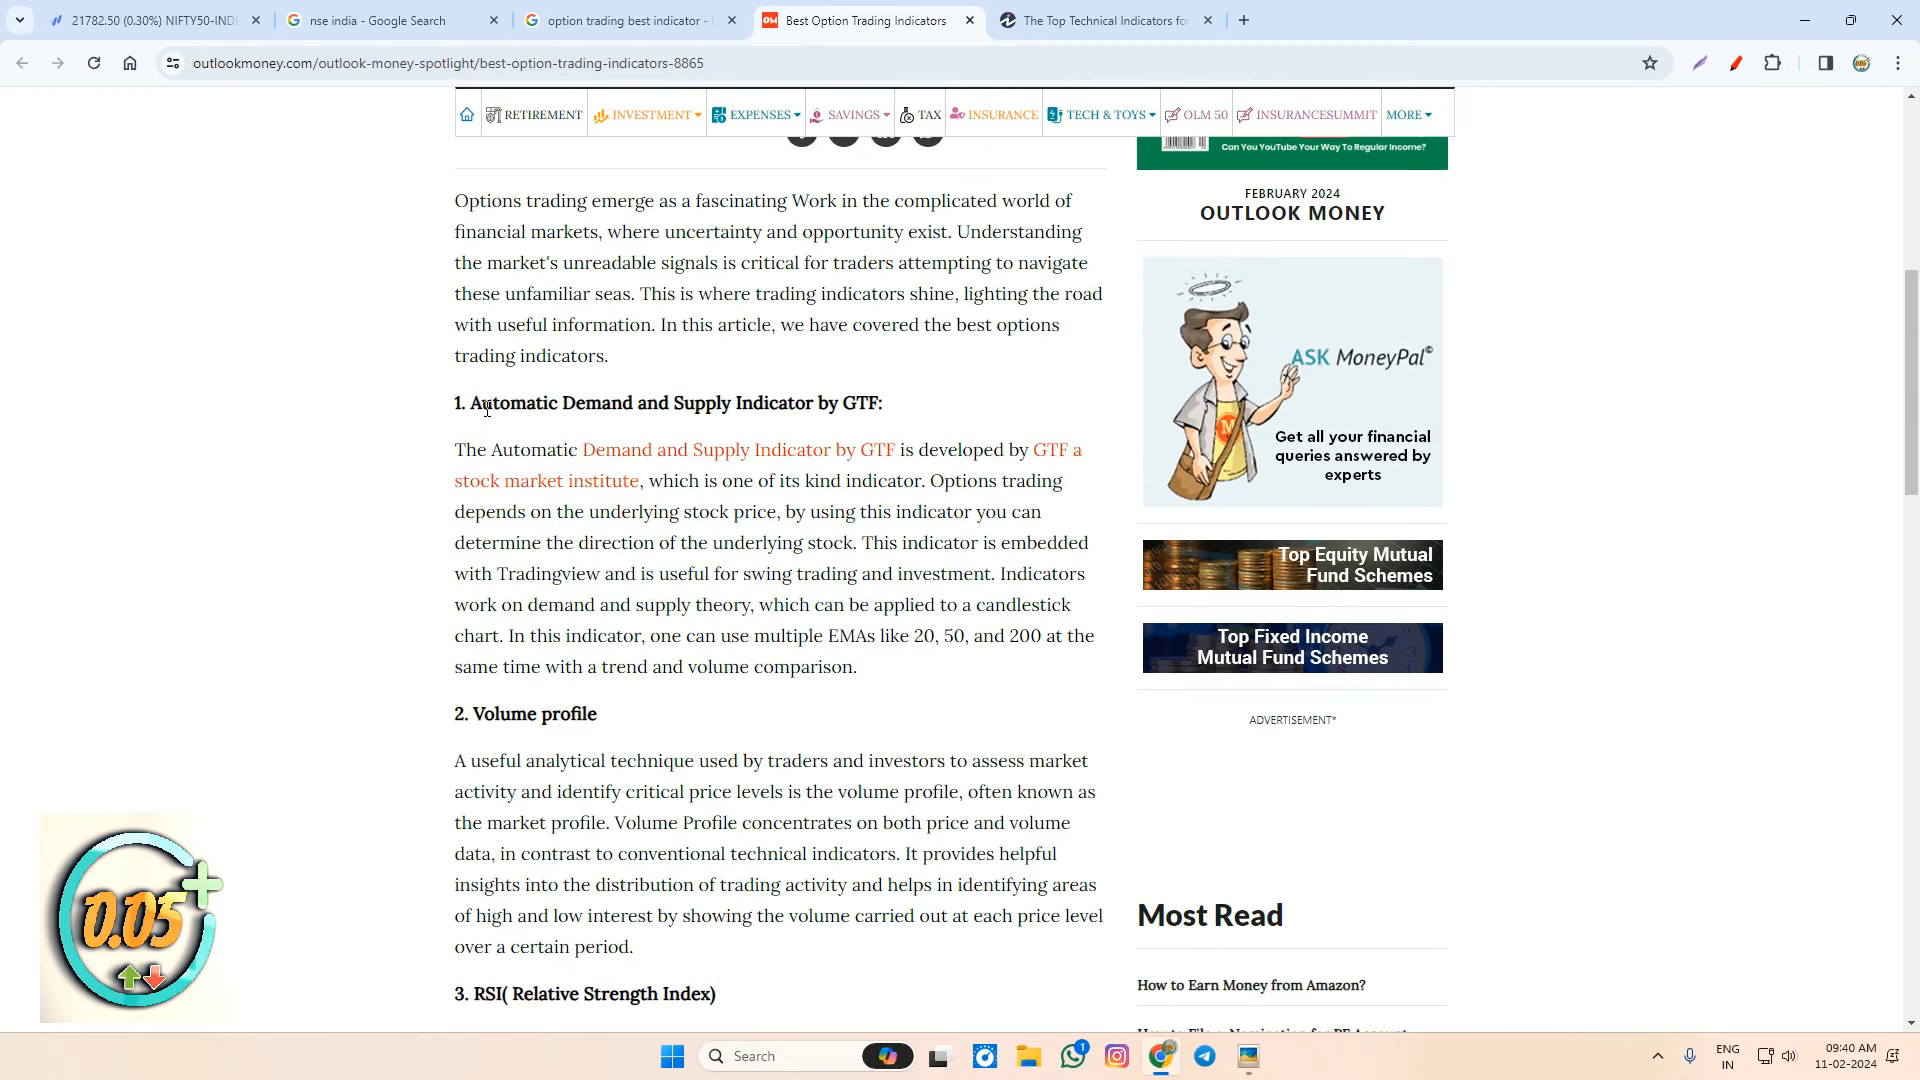 21782.50 (0.30%) NIFTY50-INDE
nse india - Google Search
option trading best indicator -
OM
Best Option Trading Indicators
The Top Technical Indicators for
outlookmoney.com/outlook-money-spotlight/best-option-trading-indicators-8865
RETIREMENT
INVESTMENT
EXPENSES
SAVINGS
TAX
INSURANCE
TECH & TOYS
OLM 50
INSURANCESUMMIT
MORE
Can You YouTube Your Way To Regular Income?
Options trading emerge as a fascinating Work in the complicated world of
financial markets, where uncertainty and opportunity exist. Understanding
the market's unreadable signals is critical for traders attempting to navigate
these unfamiliar seas. This is where trading indicators shine, lighting the road
with useful information. In this article, we have covered the best options
trading indicators.
1. Automatic Demand and Supply Indicator by GTF:
The Automatic Demand and Supply Indicator by GTF is developed by GTF a
stock market institute, which is one of its kind indicator. Options trading
depends on the underlying stock price, by using this indicator you can
determine the direction of the underlying stock. This indicator is embedded
with Tradingview and is useful for swing trading and investment. Indicators
work on demand and supply theory, which can be applied to a candlestick
chart. In this indicator, one can use multiple EMAs like 20, 50, and 200 at the
same time with a trend and volume comparison.
2. Volume profile
A useful analytical technique used by traders and investors to assess market
activity and identify critical price levels is the volume profile, often known as
the market profile. Volume Profile concentrates on both price and volume
data, in contrast to conventional technical indicators. It provides helpful
insights into the distribution of trading activity and helps in identifying areas
of high and low interest by showing the volume carried out at each price level
over a certain period.
3. RSI( Relative Strength Index)
FEBRUARY 2024
OUTLOOK MONEY
ASK MoneyPal©
M
Get all your financial
queries answered by
experts
Top Equity Mutual
Fund Schemes
Top Fixed Income
Mutual Fund Schemes
ADVERTISEMENT*
Most Read
How to Earn Money from Amazon?
0.05+
Search
1
ENG
IN
09:40 AM
11-02-2024